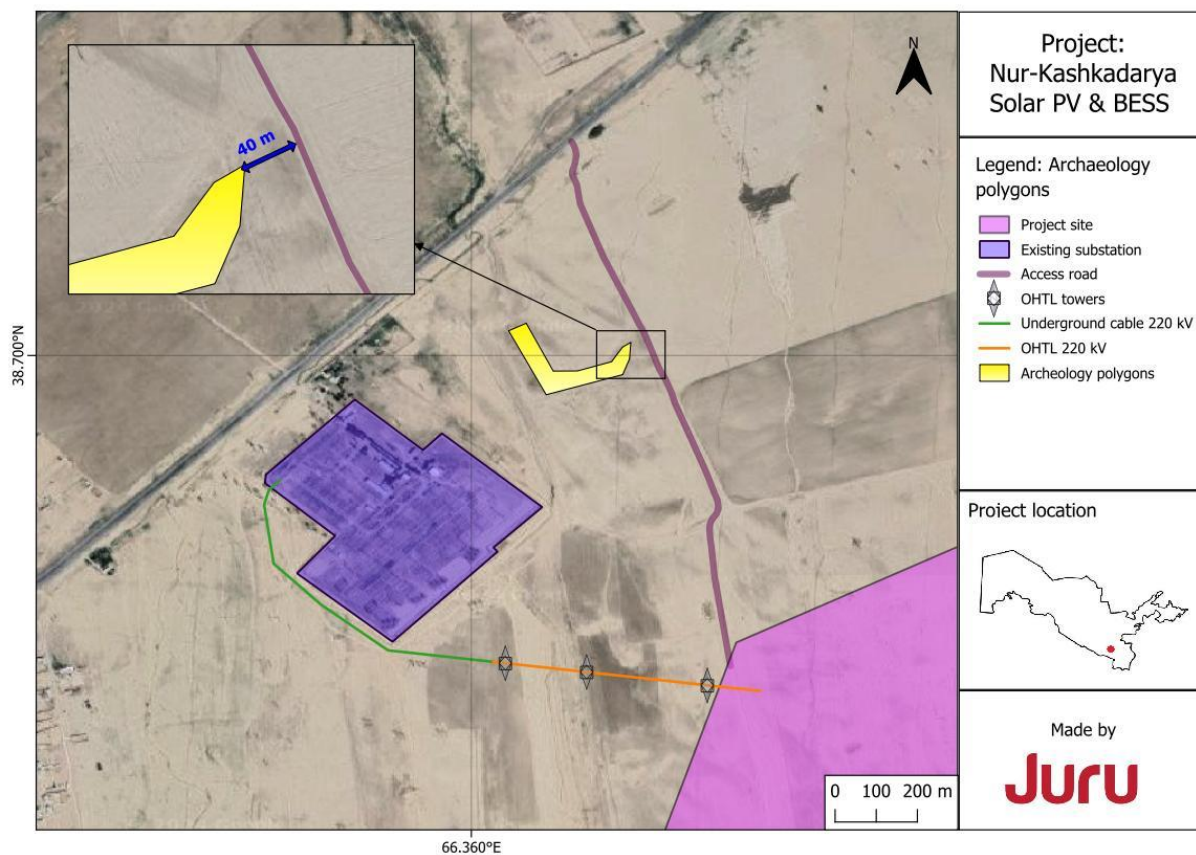 40 m
N
38.700°N
66.360°E
0 100 200 m
Project:
Nur-Kashkadarya
Solar PV & BESS
Legend: Archaeology
polygons
Project site
Existing substation
Access road
OHTL towers
Underground cable 220 kV
OHTL 220 kV
Archeology polygons
Project location
Made by
Juru